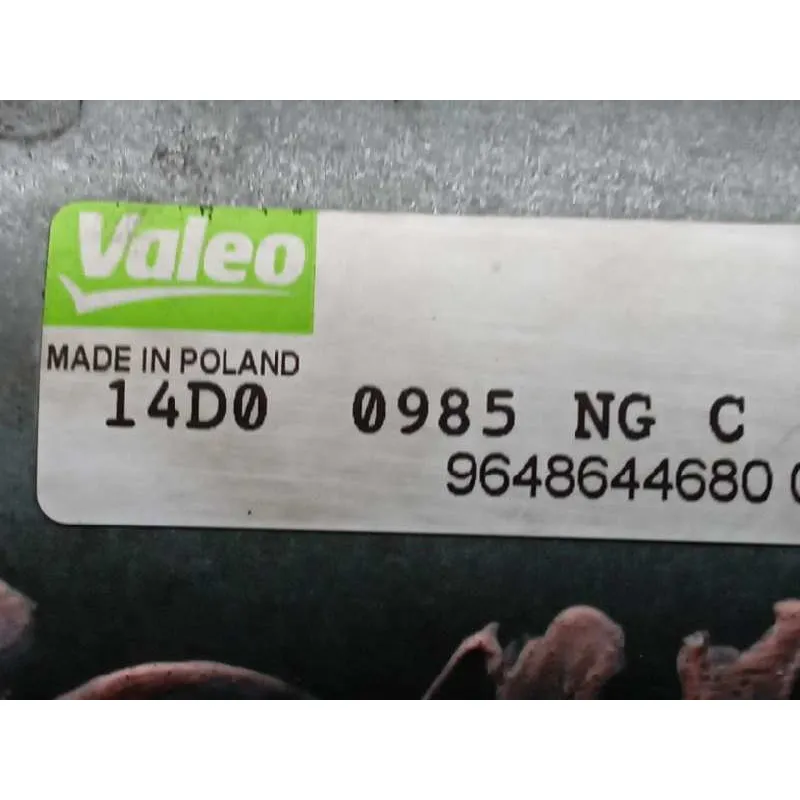 Valeo
MADE IN POLAND
14D0 0985 NG C
9648644680